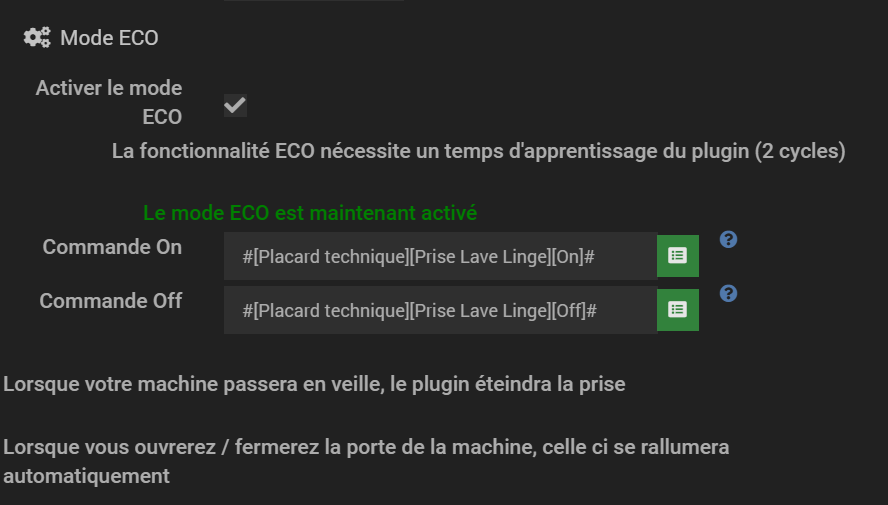 Mode ECO
Activer le mode
ECO
La fonctionnalité ECO nécessite un temps d'apprentissage du plugin (2 cycles)
Le mode ECO est maintenant activé
Commande On
#[Placard technique][Prise Lave Linge][On]#
Commande Off
#[Placard technique][Prise Lave Linge][Off]#
Lorsque votre machine passera en veille, le plugin éteindra la prise
Lorsque vous ouvrerez / fermerez la porte de la machine, celle ci se rallumera
automatiquement